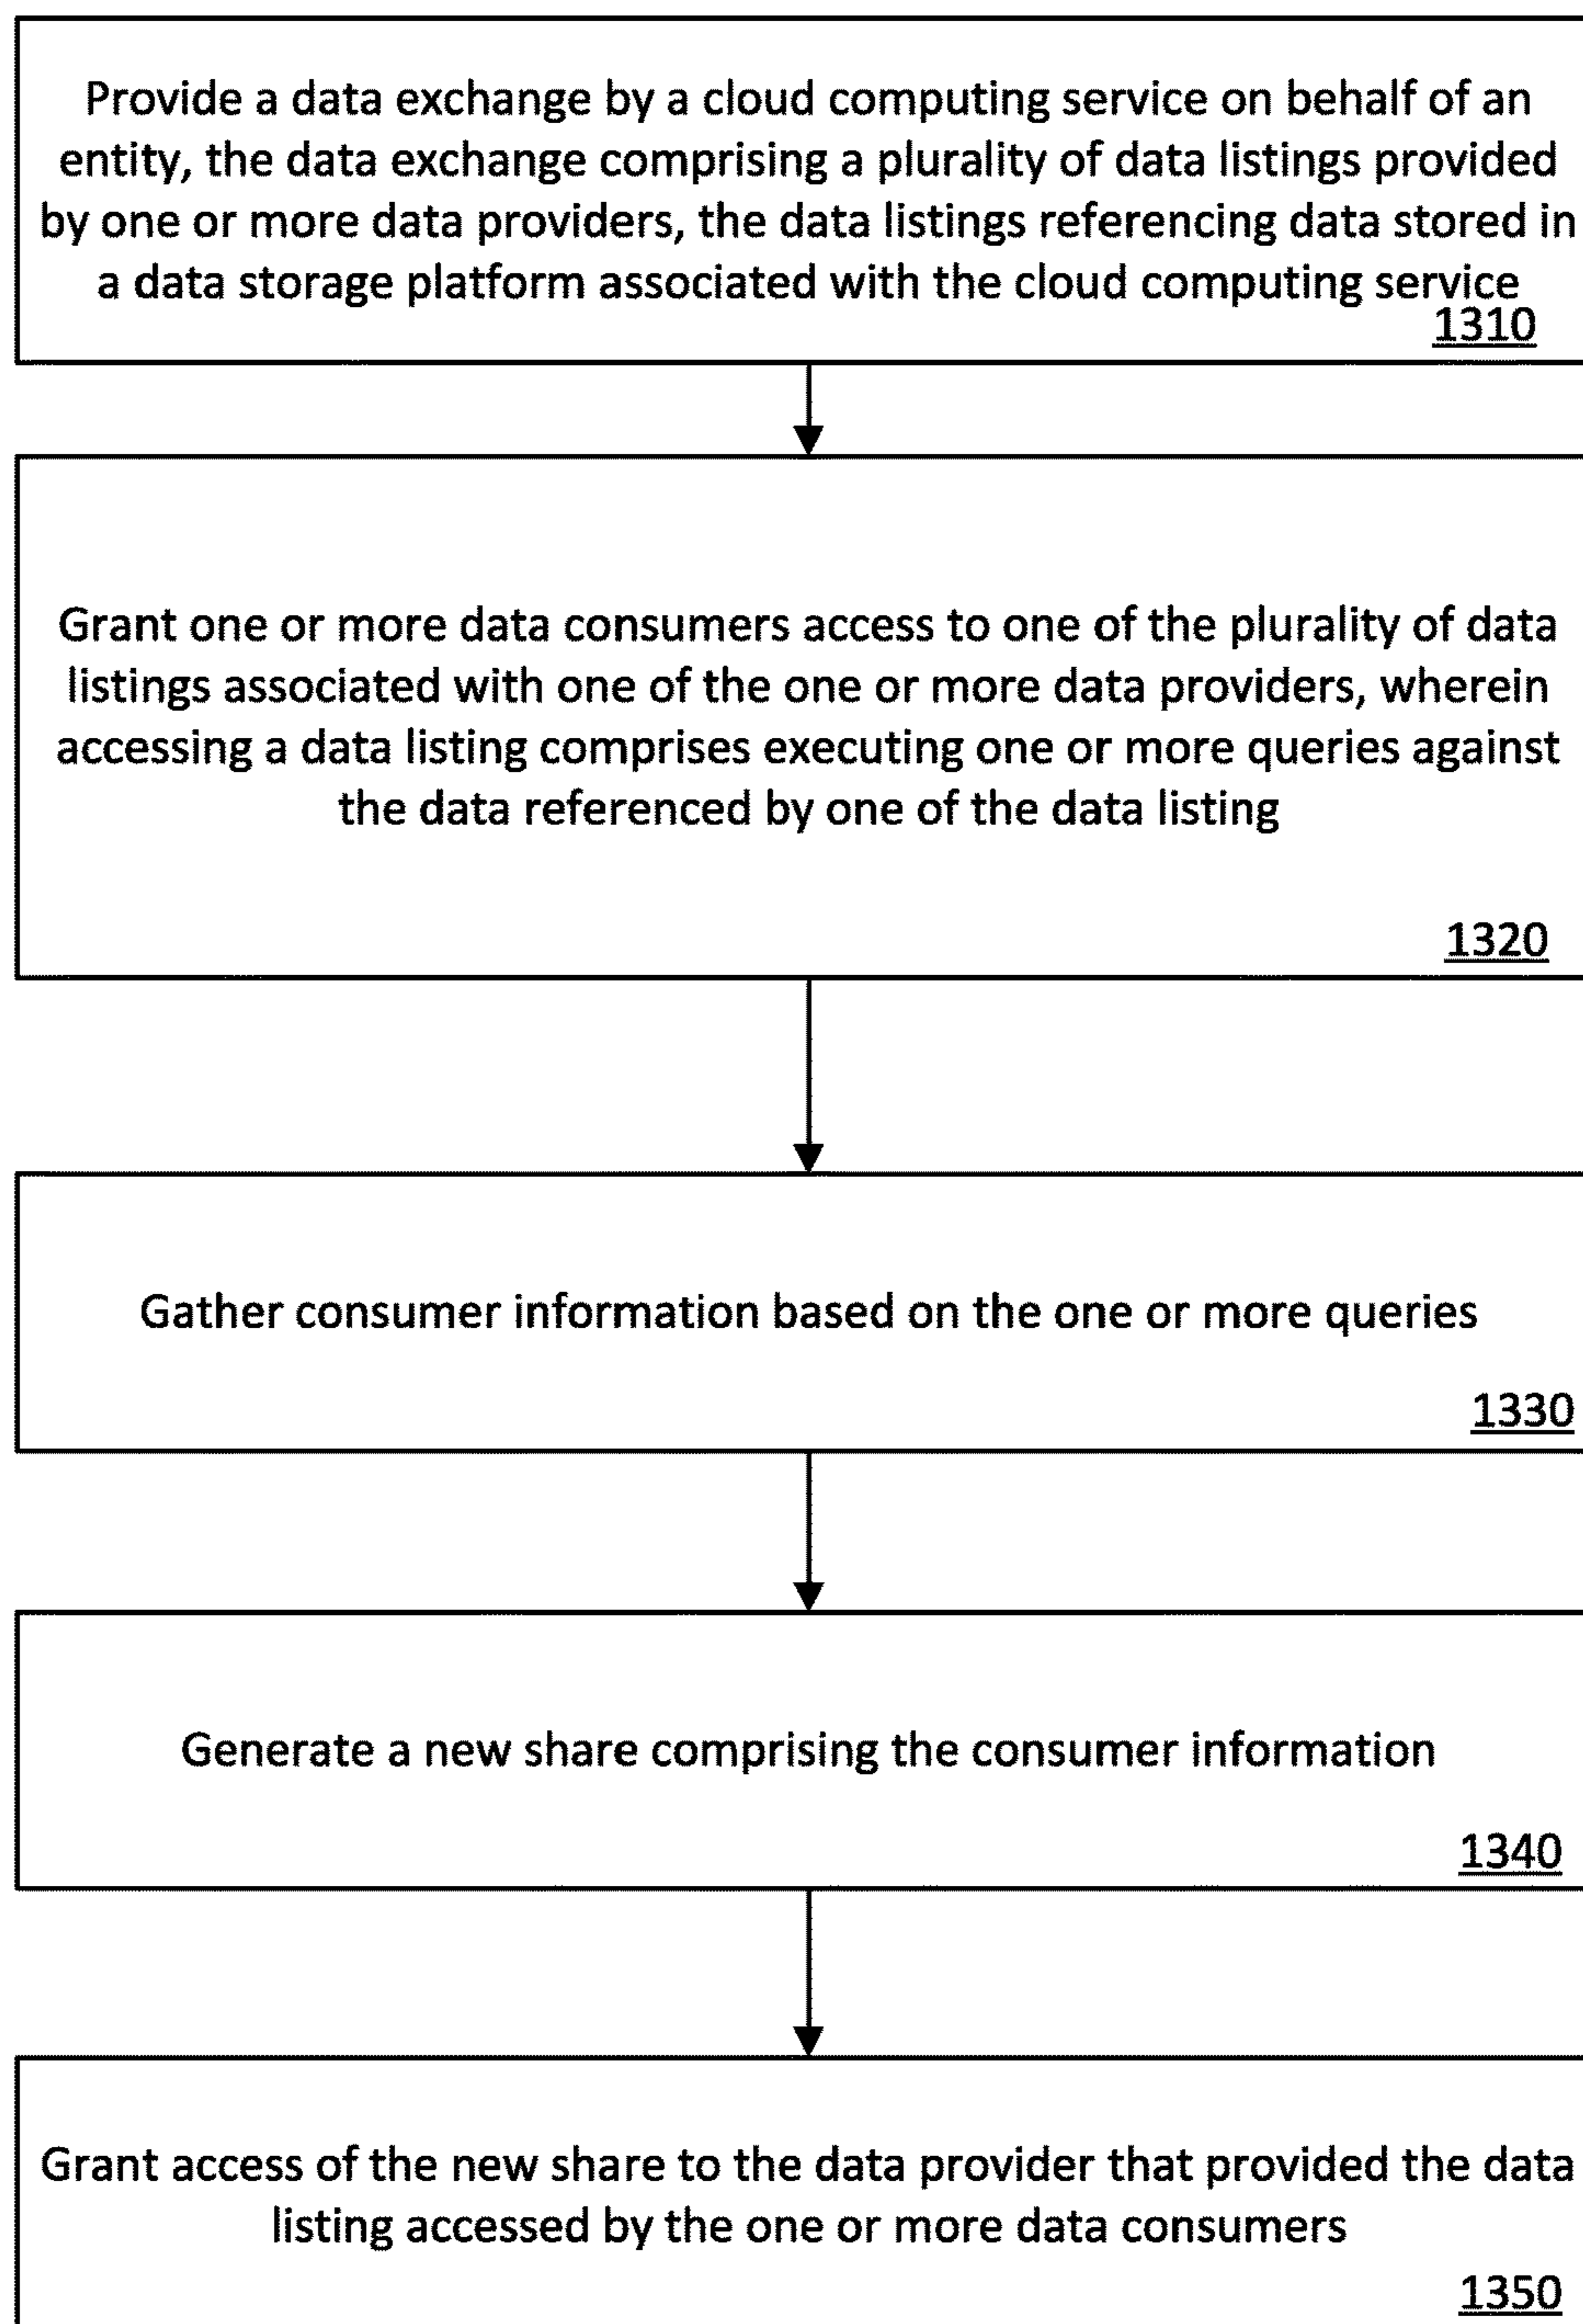 Provide a data exchange by a cloud computing service on behalf of an
entity, the data exchange comprising a plurality of data listings provided
by one or more data providers, the data listings referencing data stored in
a data storage platform associated with the cloud computing service
1310
Grant one or more data consumers access to one of the plurality of data
listings associated with one of the one or more data providers, wherein
accessing a data listing comprises executing one or more queries against
the data referenced by one of the data listing
1320
Gather consumer information based on the one or more queries
1330
Generate a new share comprising the consumer information
1340
Grant access of the new share to the data provider that provided the data
listing accessed by the one or more data consumers
1350